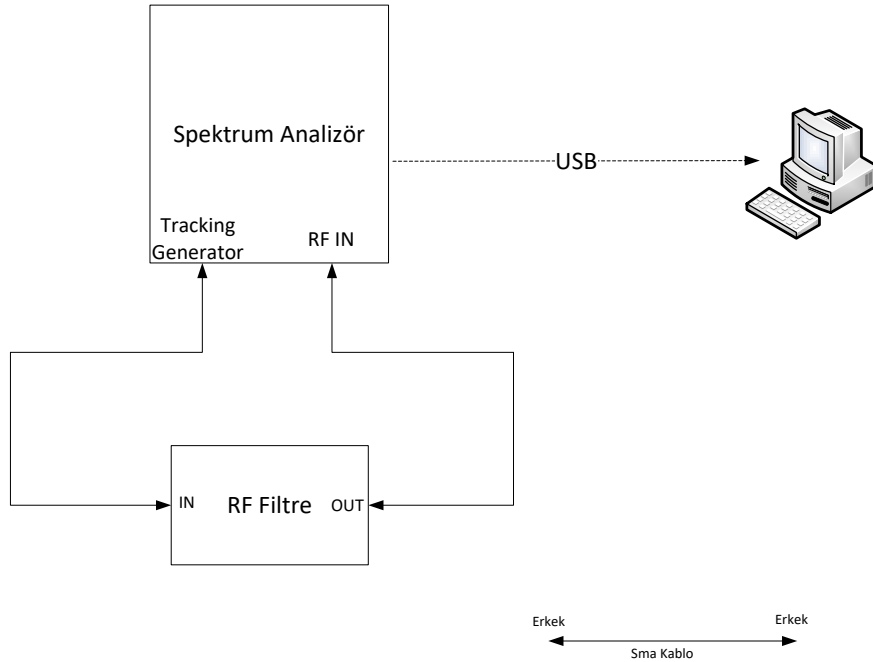 Spektrum Analizör
Tracking
Generator
RF IN
USB
IN
RF Filtre
OUT
Erkek
Erkek
Sma Kablo